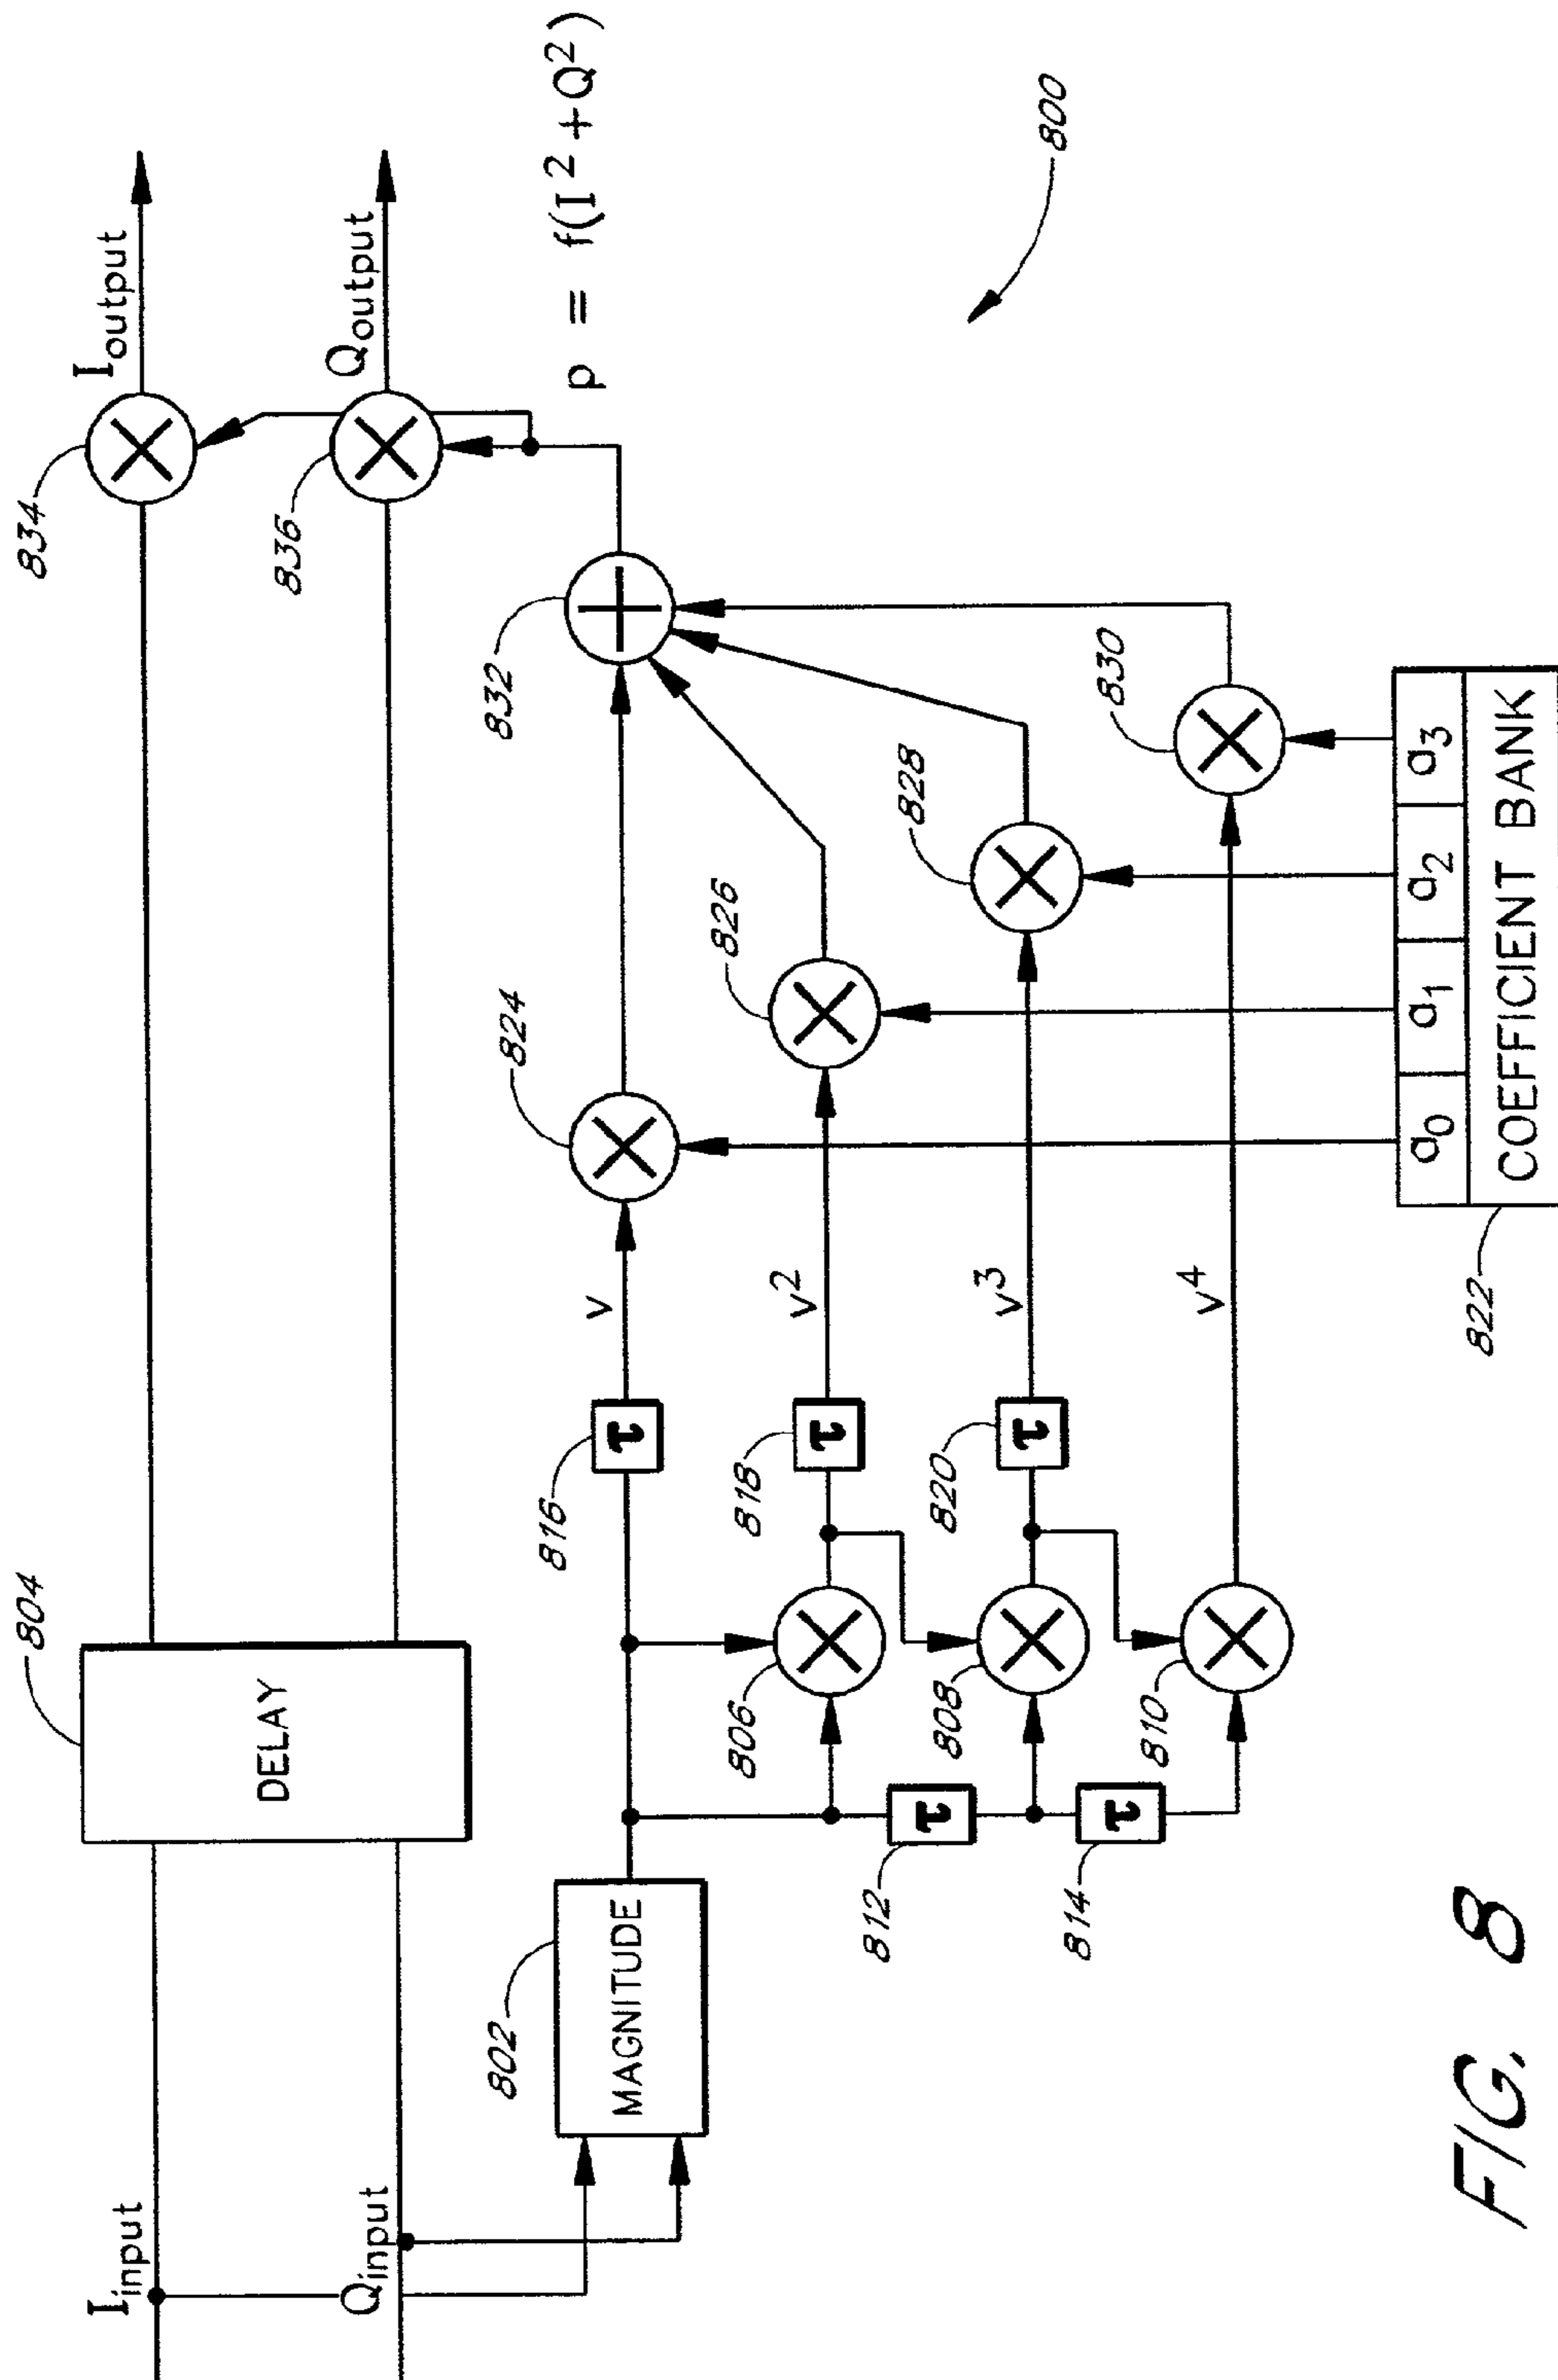 834
I_output
836
Q_output
p = f(I² + Q²)
804
DELAY
I_input
Q_input
802
MAGNITUDE
816
τ
v
824
832
806
818
τ
v²
826
812
τ
808
820
τ
v³
828
800
814
τ
810
v⁴
830
822
a₀
a₁
a₂
a₃
COEFFICIENT BANK
FIG. 8